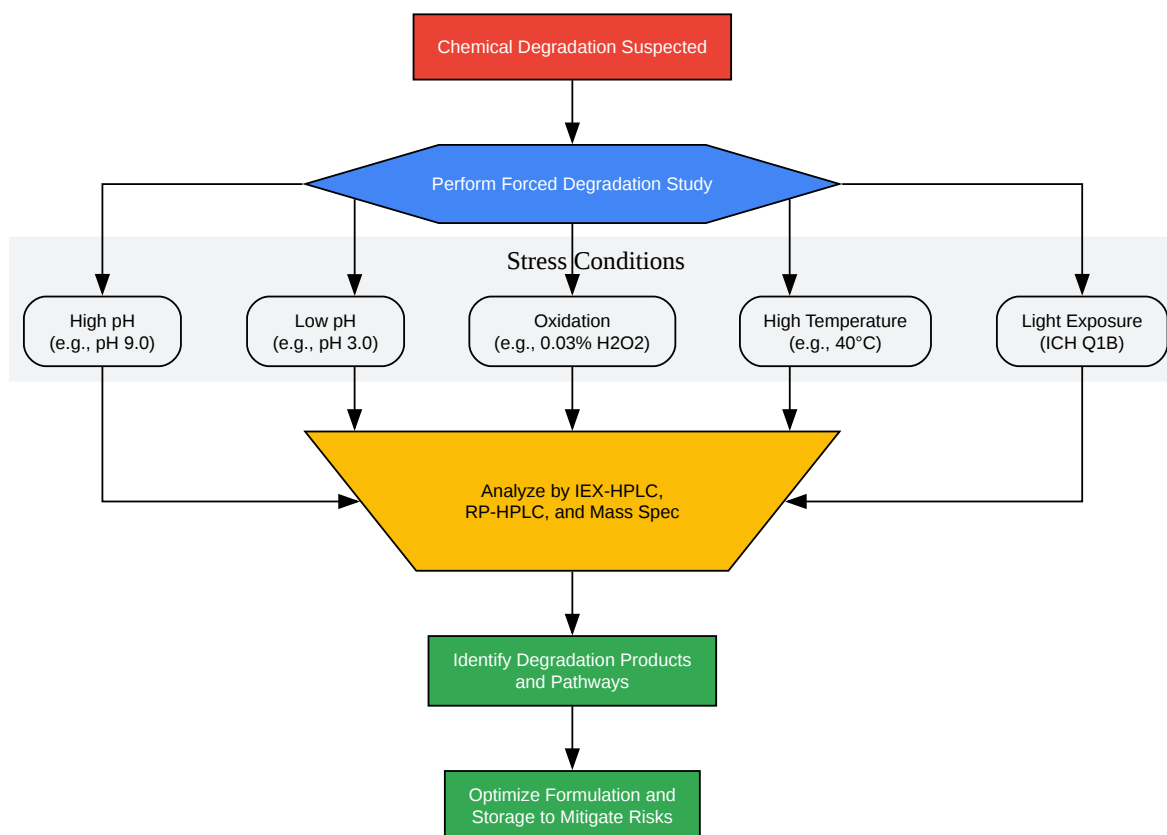 Chemical Degradation Suspected
Perform Forced Degradation Study
Stress Conditions
High pH
(e.g., pH 9.0)
Low pH
(e.g., pH 3.0)
Oxidation
(e.g., 0.03% H2O2)
High Temperature
(e.g., 40°C)
Light Exposure
(ICH Q1B)
Analyze by IEX-HPLC,
RP-HPLC, and Mass Spec
Identify Degradation Products
and Pathways
Optimize Formulation and
Storage to Mitigate Risks